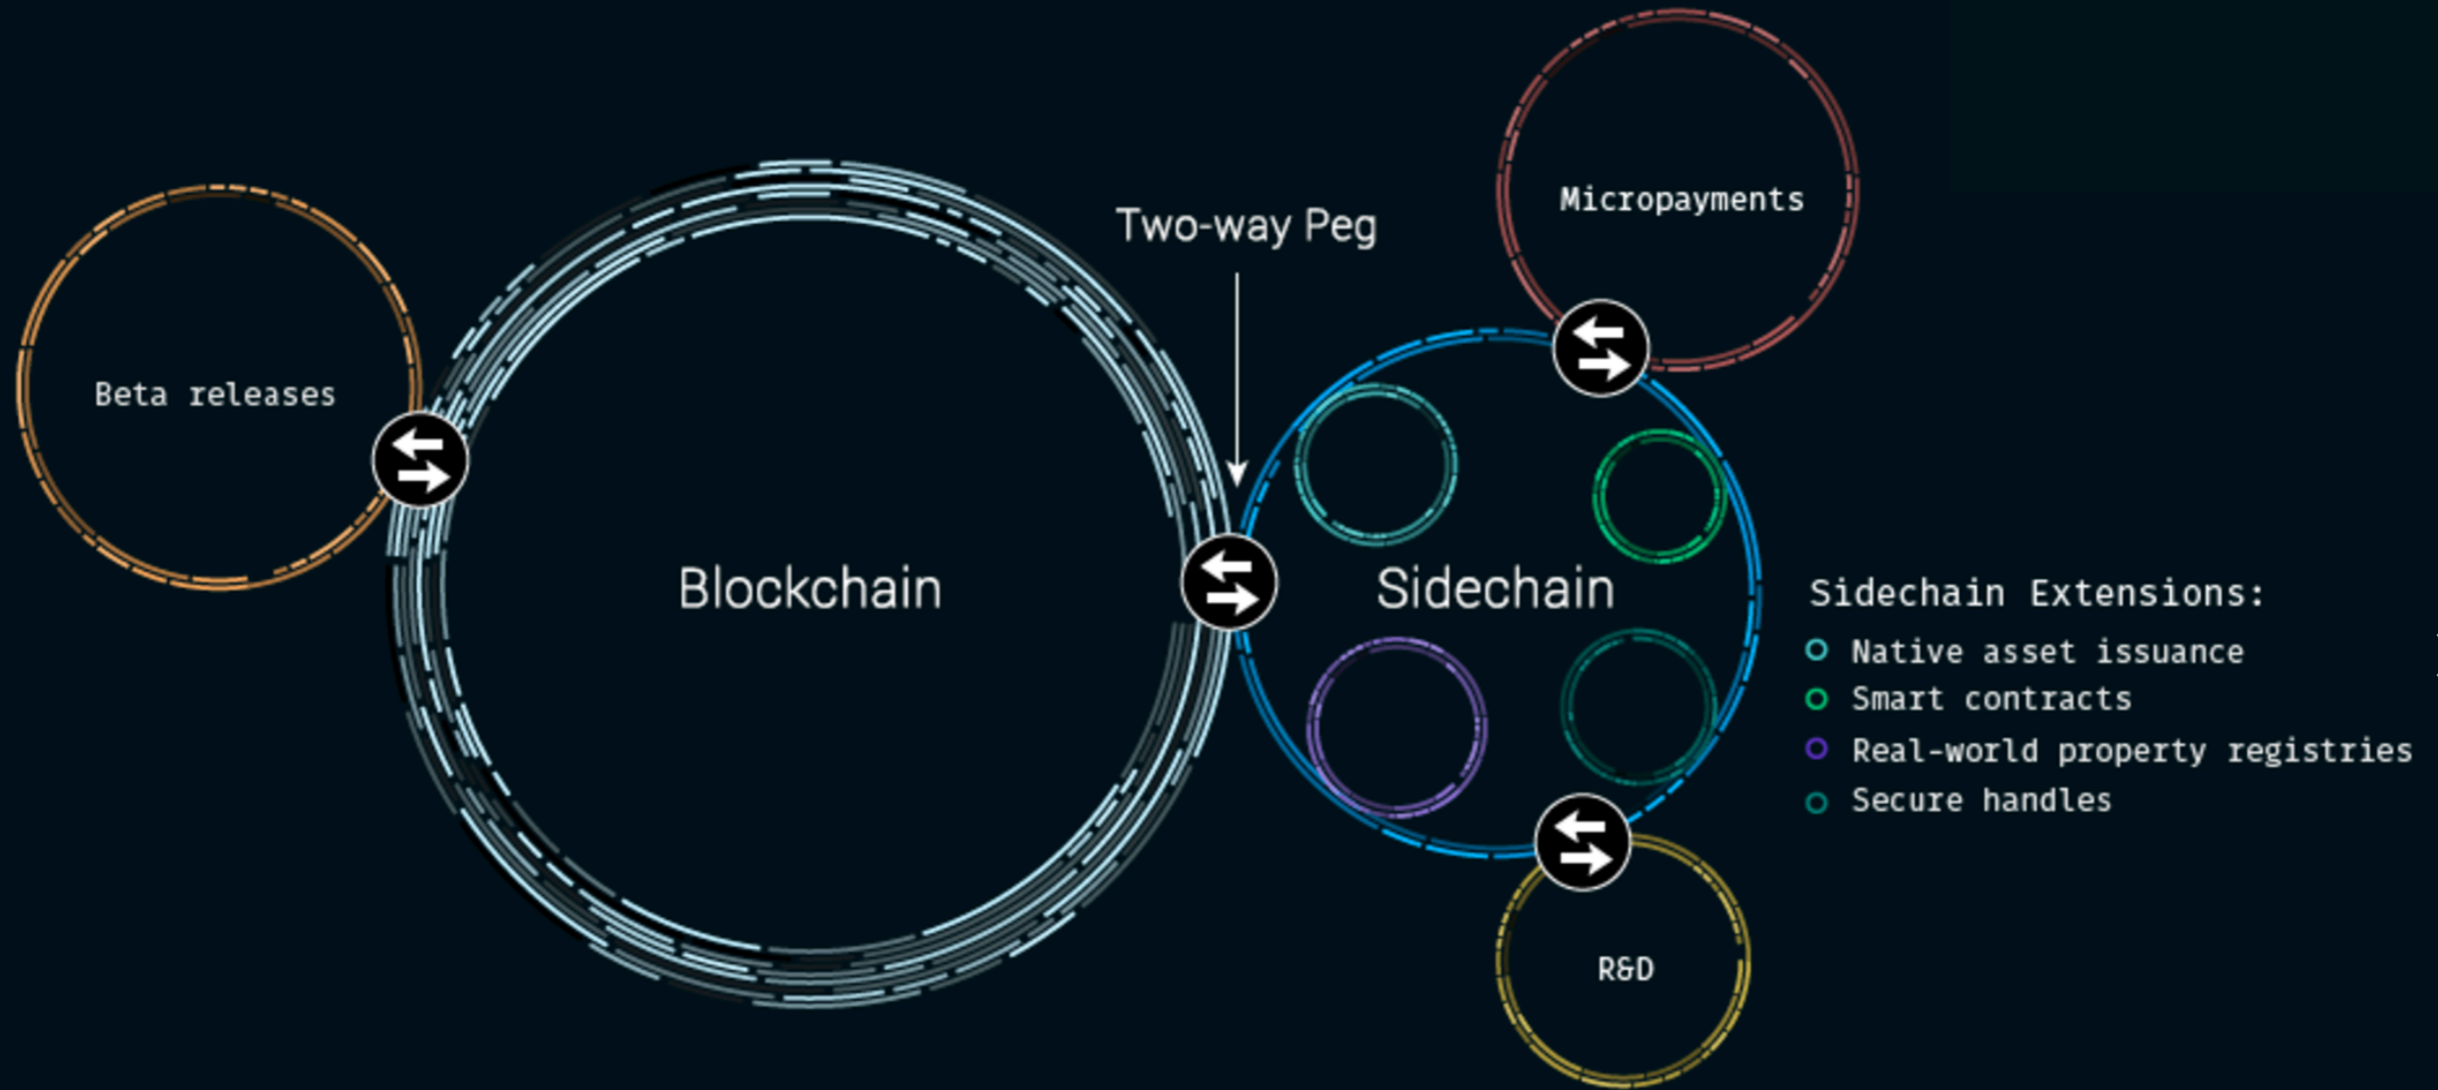 Micropayments
Two-way Peg
Beta releases
Blockchain
Sidechain
Sidechain Extensions:
Native asset issuance
Smart contracts
Real-world property registries
Secure handles
R&D